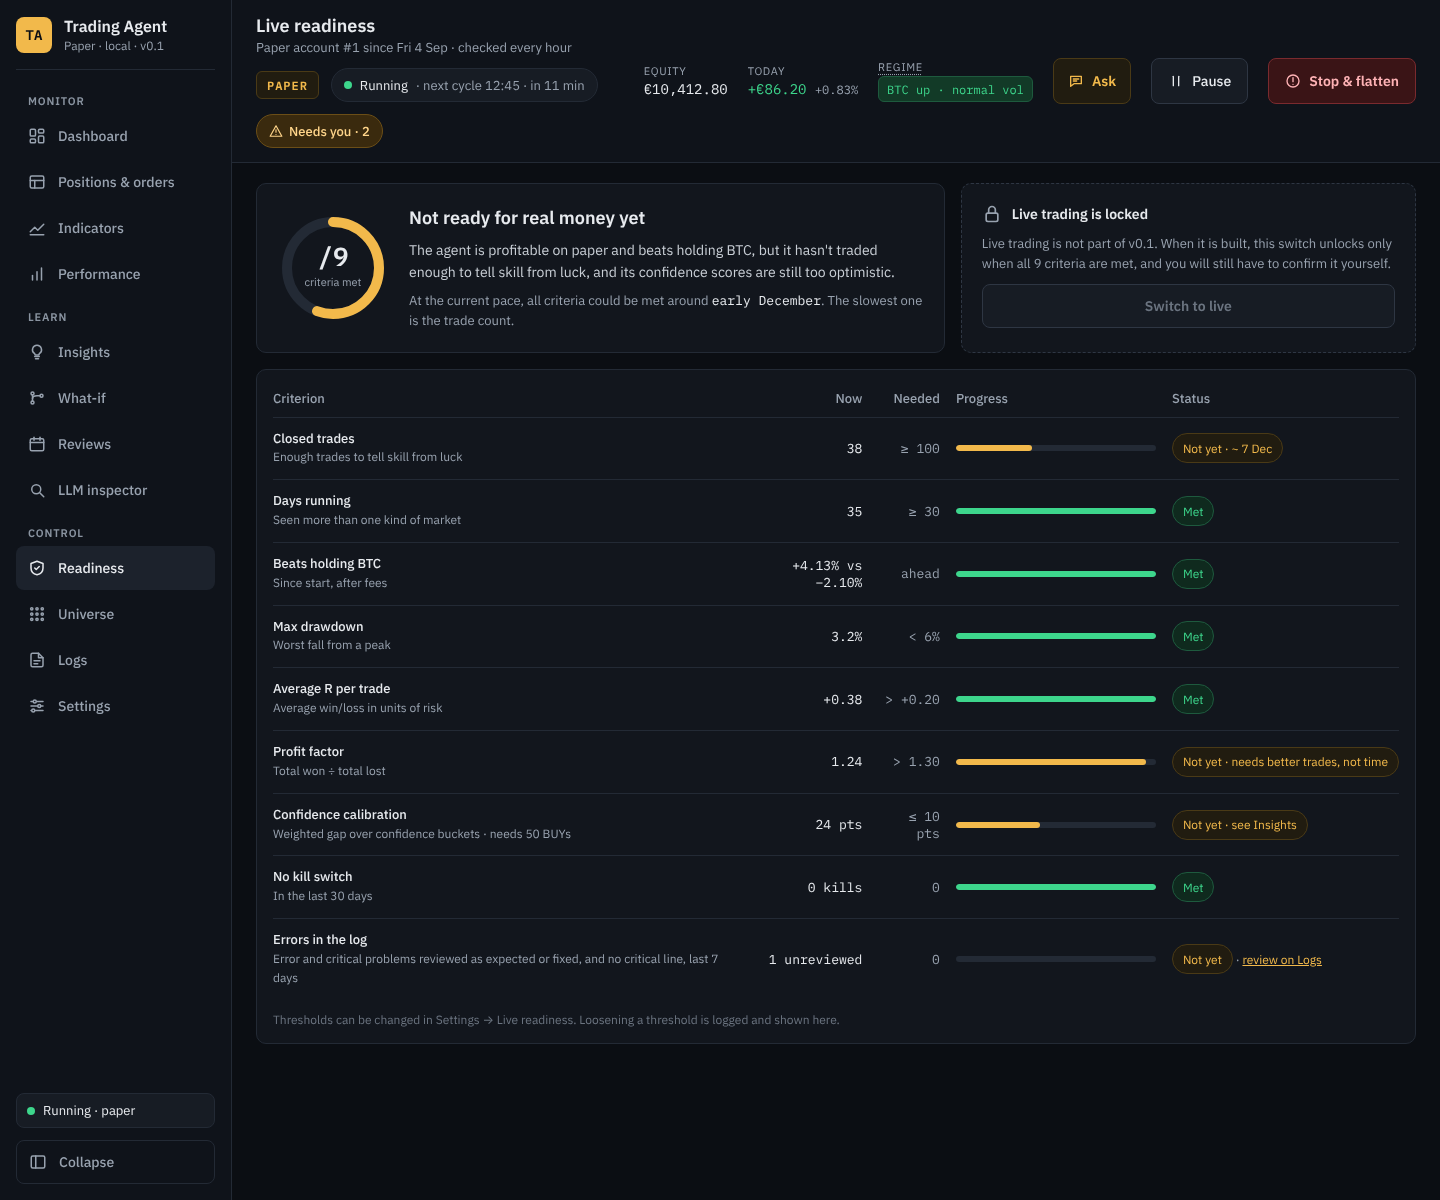 TA
Trading Agent
Paper · local · v0.1
MONITOR
Dashboard
Positions & orders
Indicators
Performance
LEARN
Insights
What-if
Reviews
LLM inspector
CONTROL
Readiness
Universe
Logs
Settings
Running · paper
Collapse
Live readiness
Paper account #1 since Fri 4 Sep · checked every hour
PAPER
Running · next cycle 12:45 · in 11 min
EQUITY
€10,412.80
TODAY
+€86.20 +0.83%
REGIME
BTC up · normal vol
Ask
Pause
Stop & flatten
Needs you · 2
/9
criteria met
Not ready for real money yet
The agent is profitable on paper and beats holding BTC, but it hasn't traded
enough to tell skill from luck, and its confidence scores are still too optimistic.
At the current pace, all criteria could be met around early December. The slowest one
is the trade count.
Live trading is locked
Live trading is not part of v0.1. When it is built, this switch unlocks only
when all 9 criteria are met, and you will still have to confirm it yourself.
Switch to live
Criterion Now Needed Progress Status
Closed trades
Enough trades to tell skill from luck
38 ≥ 100 Not yet · ~ 7 Dec
Days running
Seen more than one kind of market
35 ≥ 30 Met
Beats holding BTC
Since start, after fees
+4.13% vs
−2.10%
ahead Met
Max drawdown
Worst fall from a peak
3.2% < 6% Met
Average R per trade
Average win/loss in units of risk
+0.38 > +0.20 Met
Profit factor
Total won ÷ total lost
1.24 > 1.30 Not yet · needs better trades, not time
Confidence calibration
Weighted gap over confidence buckets · needs 50 BUYs
24 pts
≤ 10
pts
Not yet · see Insights
No kill switch
In the last 30 days
0 kills 0 Met
Errors in the log
Error and critical problems reviewed as expected or fixed, and no critical line, last 7
days
1 unreviewed 0 Not yet · review on Logs
Thresholds can be changed in Settings → Live readiness. Loosening a threshold is logged and shown here.